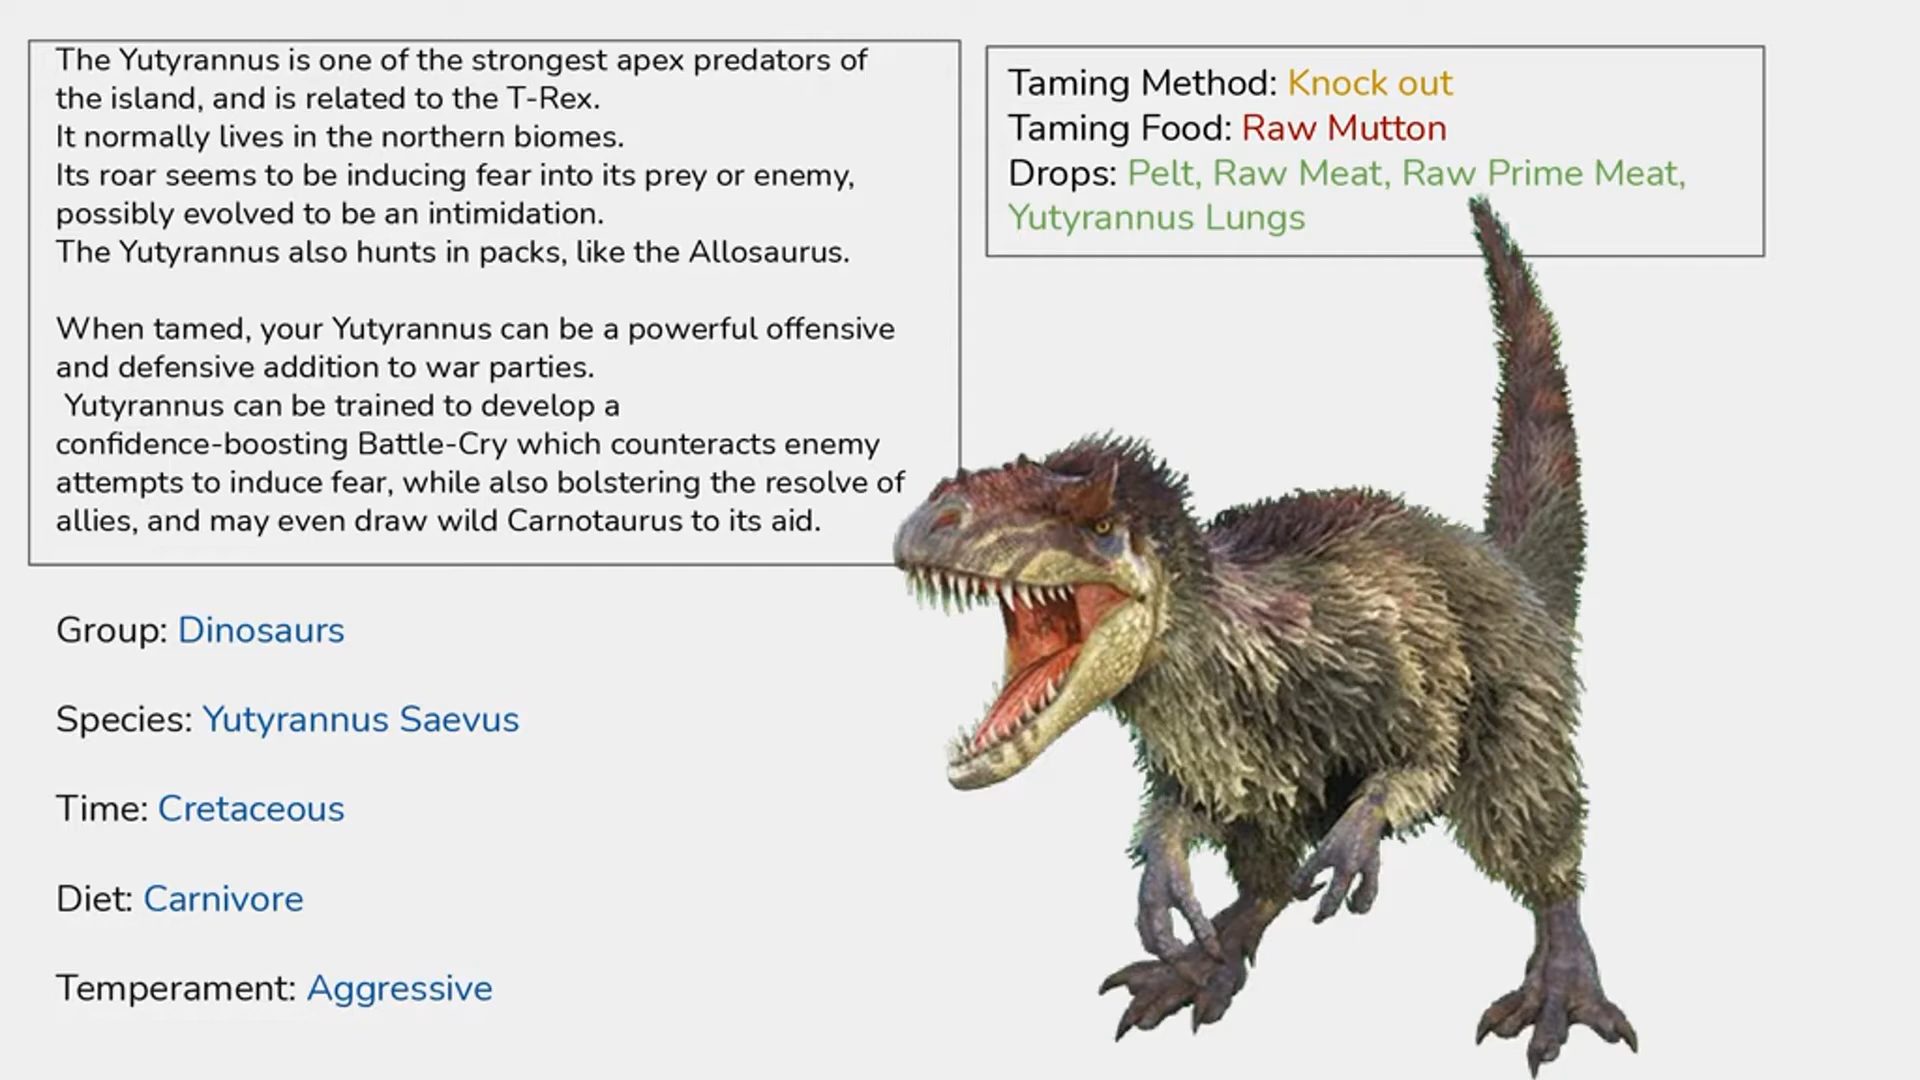 The Yutyrannus is one of the strongest apex predators of
the island, and is related to the T-Rex.
It normally lives in the northern biomes.
Its roar seems to be inducing fear into its prey or enemy,
possibly evolved to be an intimidation.
The Yutyrannus also hunts in packs, like the Allosaurus.
When tamed, your Yutyrannus can be a powerful offensive
and defensive addition to war parties.
Yutyrannus can be trained to develop a
confidence-boosting Battle-Cry which counteracts enemy
attempts to induce fear, while also bolstering the resolve of
allies, and may even draw wild Carnotaurus to its aid.
Taming Method: Knock out
Taming Food: Raw Mutton
Drops: Pelt, Raw Meat, Raw Prime Meat,
Yutyrannus Lungs
Group: Dinosaurs
Species: Yutyrannus Saevus
Time: Cretaceous
Diet: Carnivore
Temperament: Aggressive